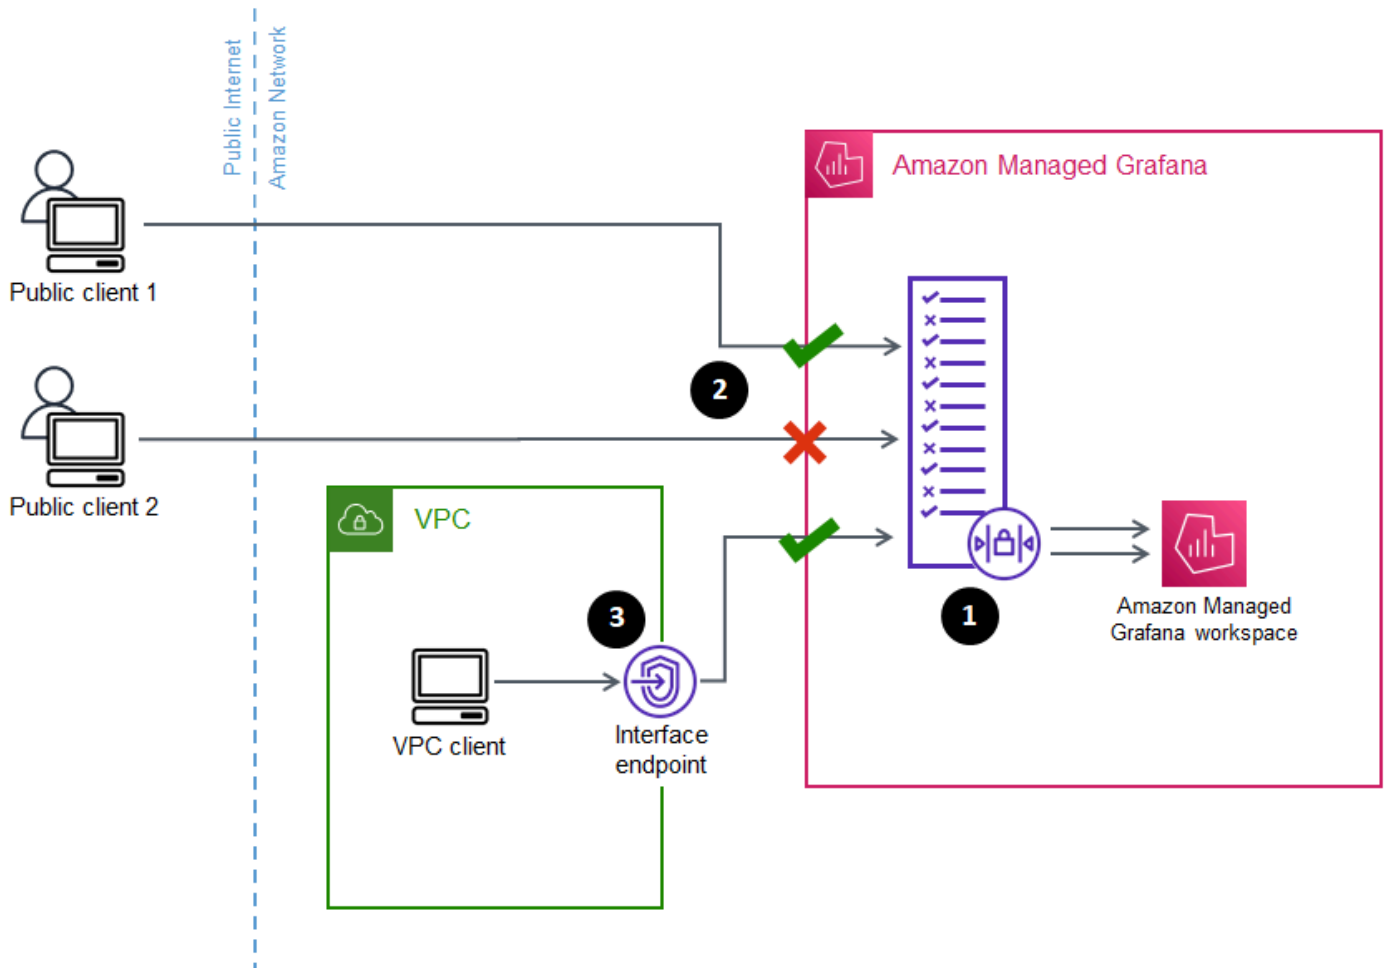 Public Internet
Amazon Network
Amazon Managed Grafana
Public client 1
2
Public client 2
VPC
3
1
Amazon Managed
Grafana workspace
VPC client
Interface
endpoint